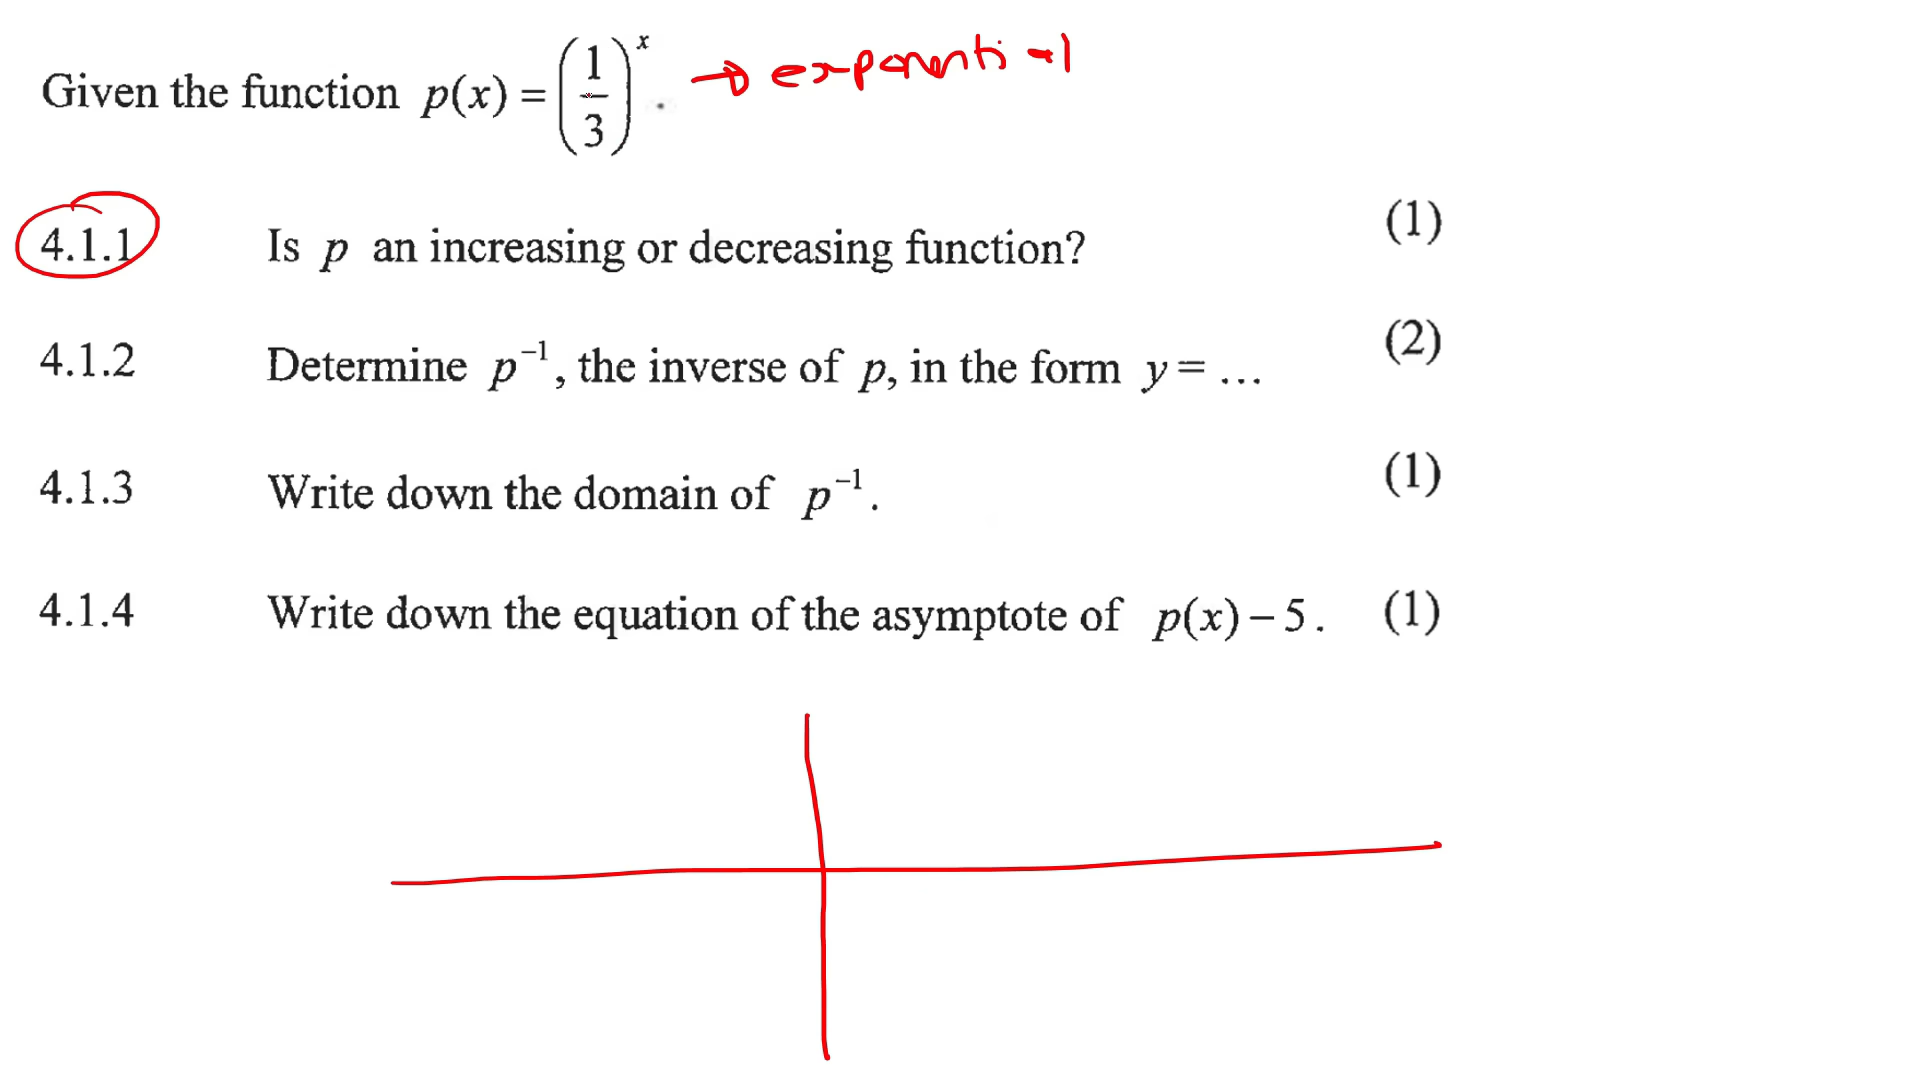 Given the function p(x) = (1/3)^x. → exponential
4.1.1 Is p an increasing or decreasing function? (1)
4.1.2 Determine p⁻¹, the inverse of p, in the form y = ... (2)
4.1.3 Write down the domain of p⁻¹. (1)
4.1.4 Write down the equation of the asymptote of p(x) − 5. (1)